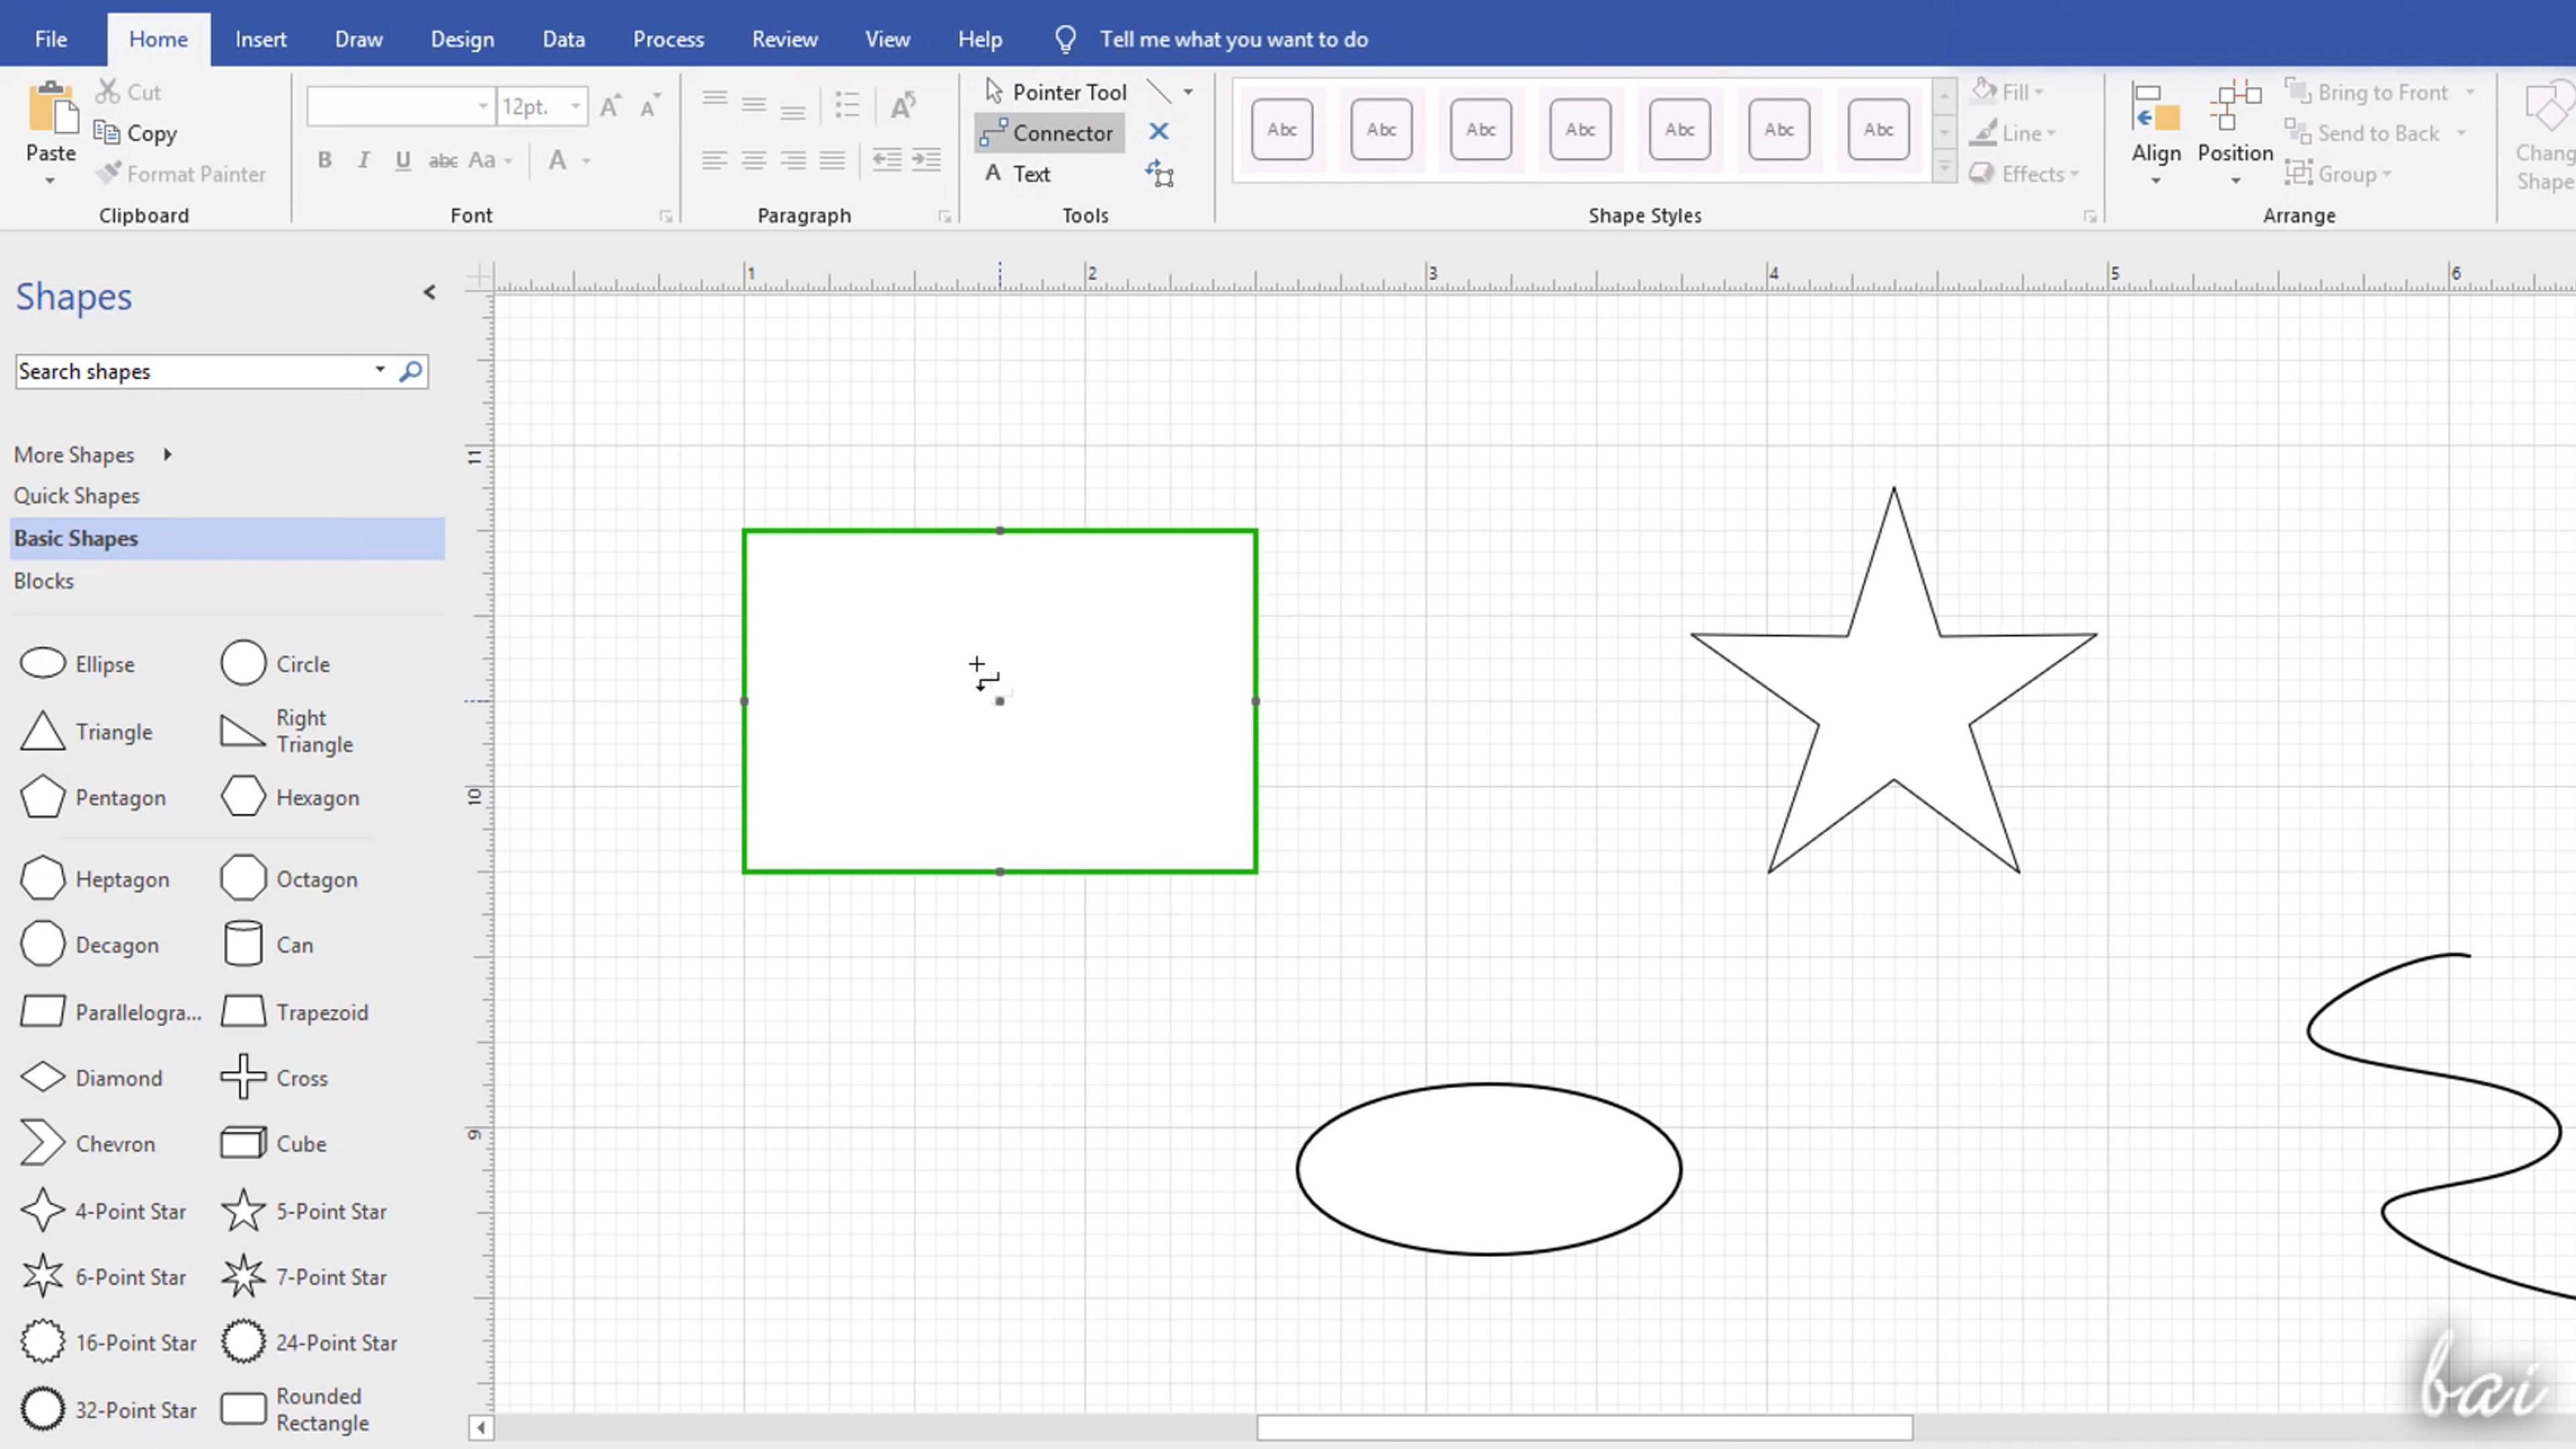 File Home Insert Draw Design Data Process Review View Help Tell me what you want to do
Paste
Cut
Copy
Format Painter
Clipboard
12pt.
B I U abc Aa A
Font
Paragraph
Pointer Tool
Connector
A Text
Tools
Abc Abc Abc Abc Abc Abc Abc
Shape Styles
Fill
Line
Effects
Align
Position
Bring to Front
Send to Back
Group
Arrange
Chang
Shape
Shapes
Search shapes
More Shapes
Quick Shapes
Basic Shapes
Blocks
Ellipse Circle
Triangle Right
Triangle
Pentagon Hexagon
Heptagon Octagon
Decagon Can
Parallelogra... Trapezoid
Diamond Cross
Chevron Cube
4-Point Star 5-Point Star
6-Point Star 7-Point Star
16-Point Star 24-Point Star
32-Point Star Rounded
Rectangle
1 2 3 4 5 6
11
10
9
bai